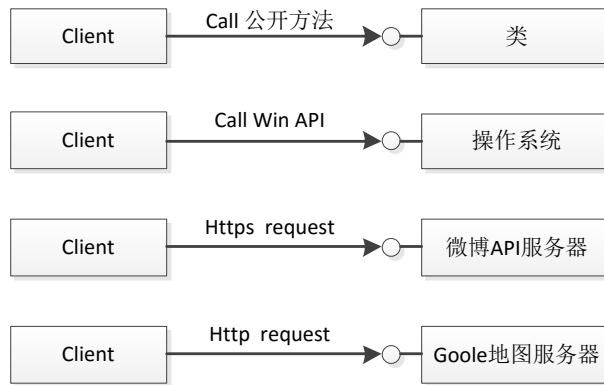 Client
Call 公开方法
类
Client
Call Win API
操作系统
Client
Https request
微博API服务器
Client
Http request
Goole地图服务器